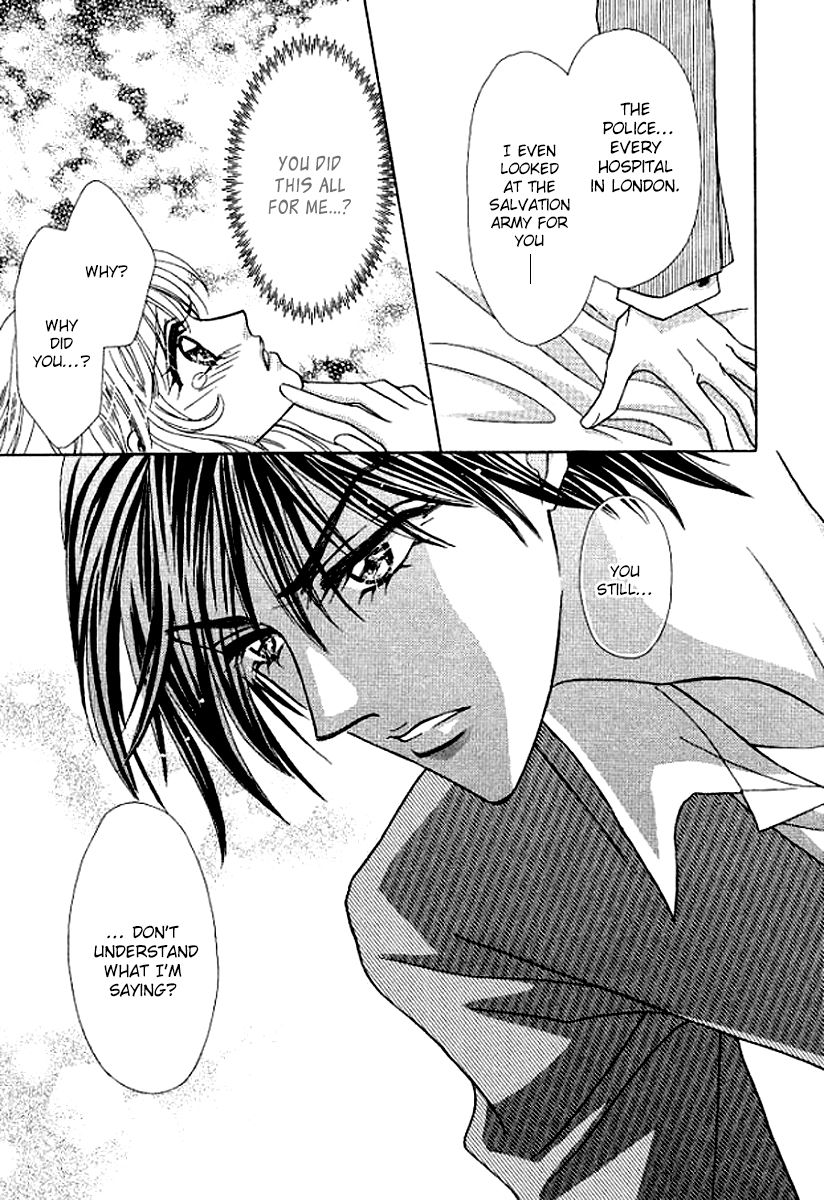 THE
POLICE...
EVERY
HOSPITAL
IN LONDON.
I EVEN
LOOKED
AT THE
SALVATION
ARMY FOR
YOU
—
YOU DID
THIS ALL
FOR ME...?
WHY?
WHY
DID
YOU...?
YOU
STILL...
... DON'T
UNDERSTAND
WHAT I'M
SAYING?